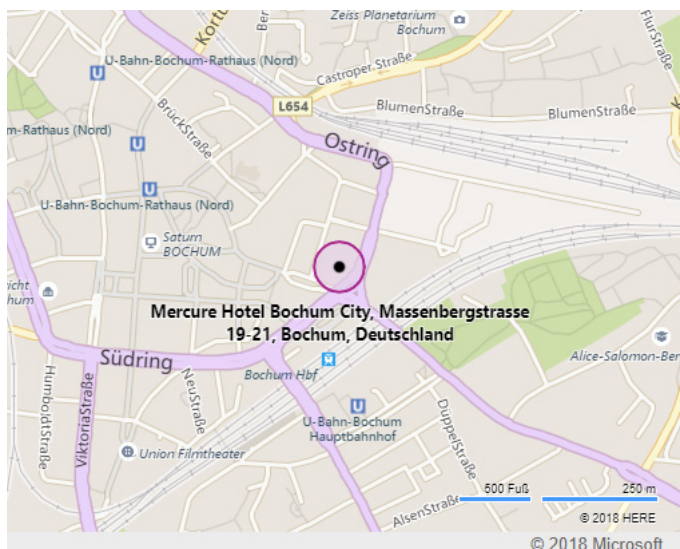 Zeiss Planetarium
Bochum
U-Bahn-Bochum-Rathaus (Nord)
Castroper Straße
L654
BlumenStraße
BlumenStraße
BrückStraße
m-Rathaus (Nord)
Ostring
U-Bahn-Bochum-Rathaus (Nord)
Saturn
BOCHUM
Mercure Hotel Bochum City, Massenbergstrasse
19-21, Bochum, Deutschland
Südring
Bochum Hbf
Alice-Salomon-Ber
HumboldtStraße
ViktoriaStraße
NeuStraße
U-Bahn-Bochum
Hauptbahnhof
DüppelStraße
Union Filmtheater
AlsenStraße
500 Fuß
250 m
© 2018 HERE
© 2018 Microsoft